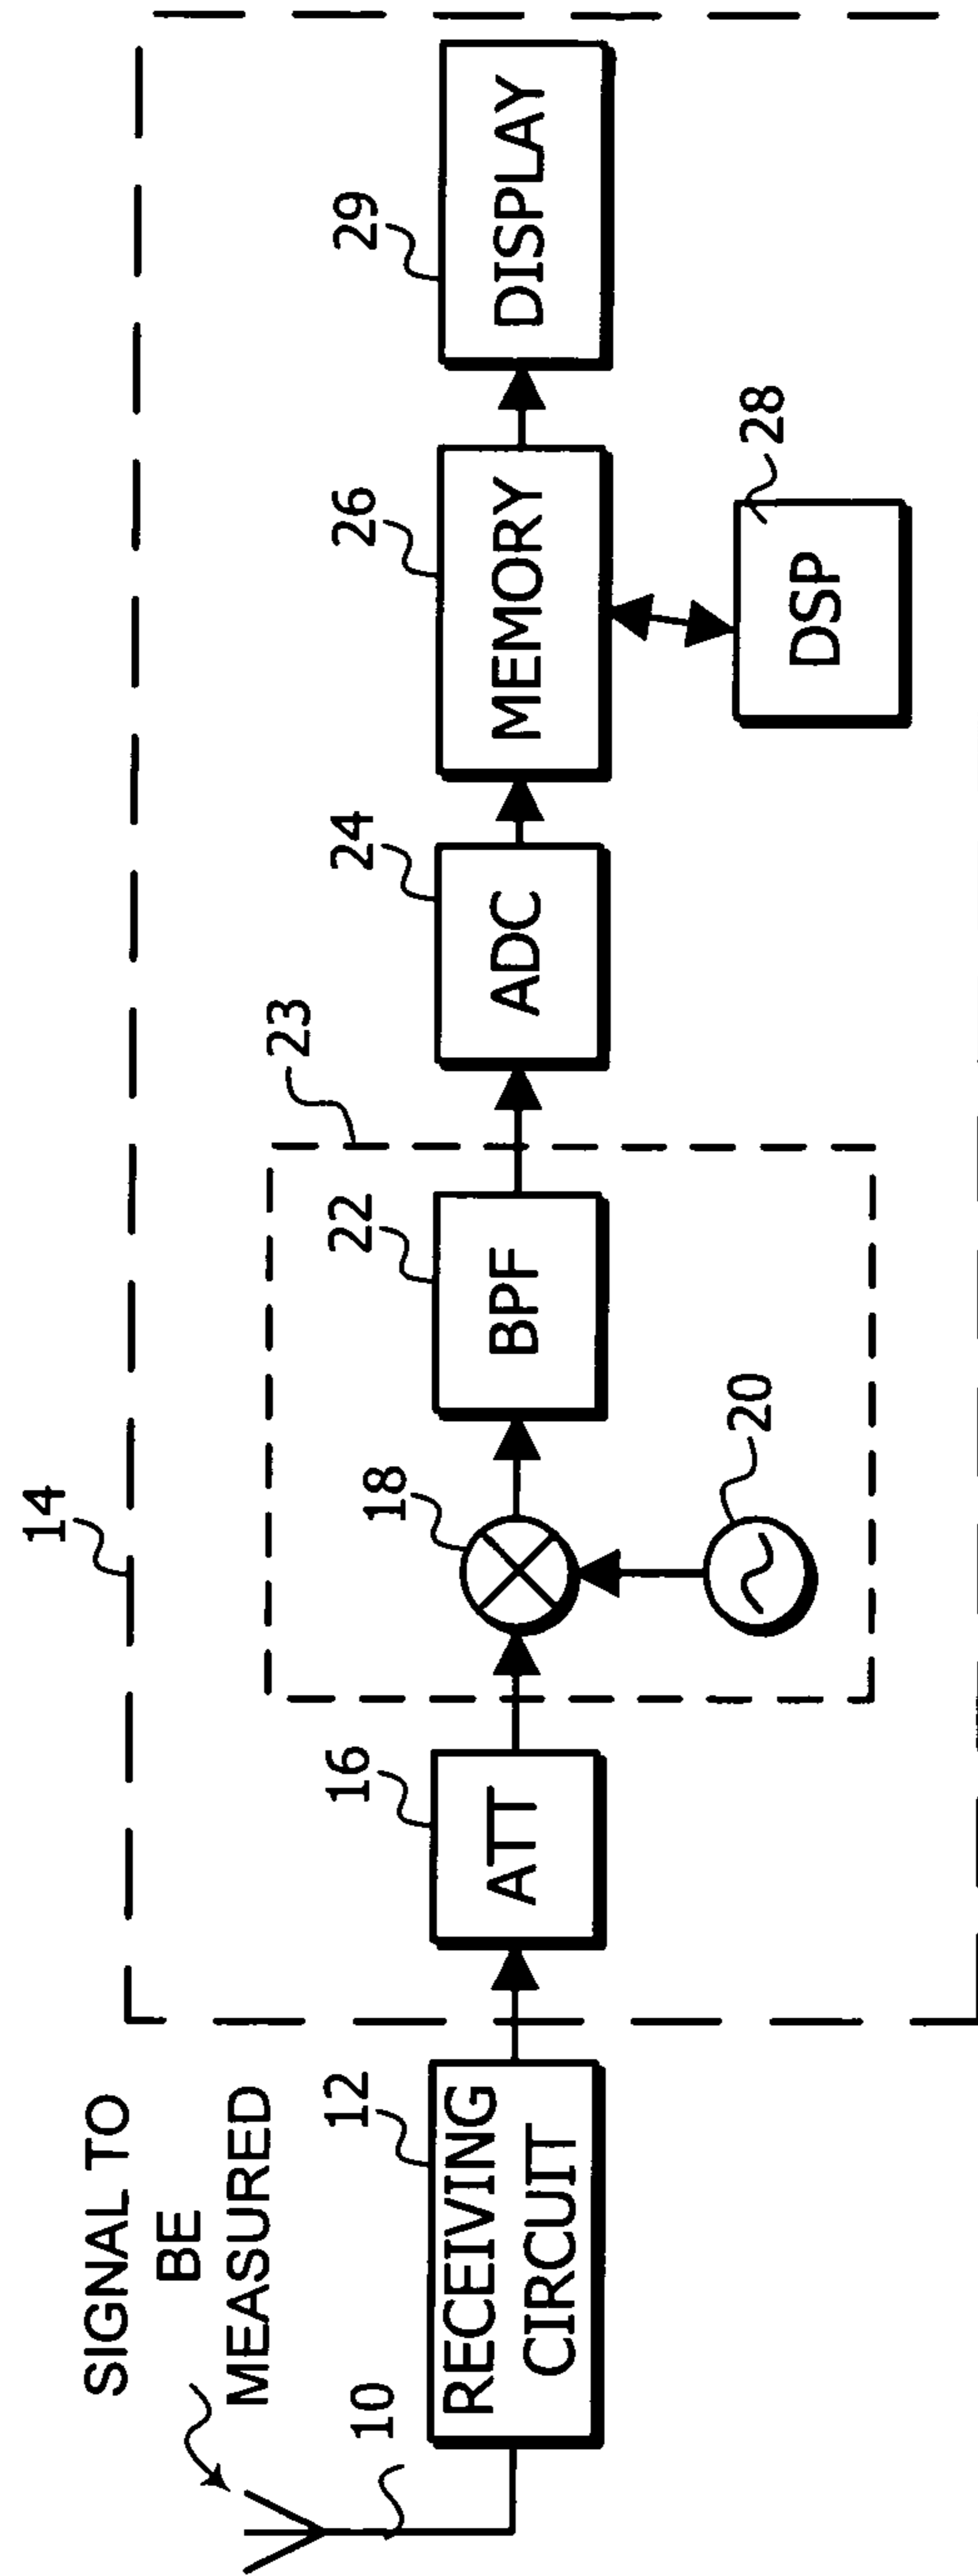 14
SIGNAL TO
BE
MEASURED
10
12
RECEIVING
CIRCUIT
16
ATT
18
20
22
BPF
23
24
ADC
26
MEMORY
28
DSP
29
DISPLAY